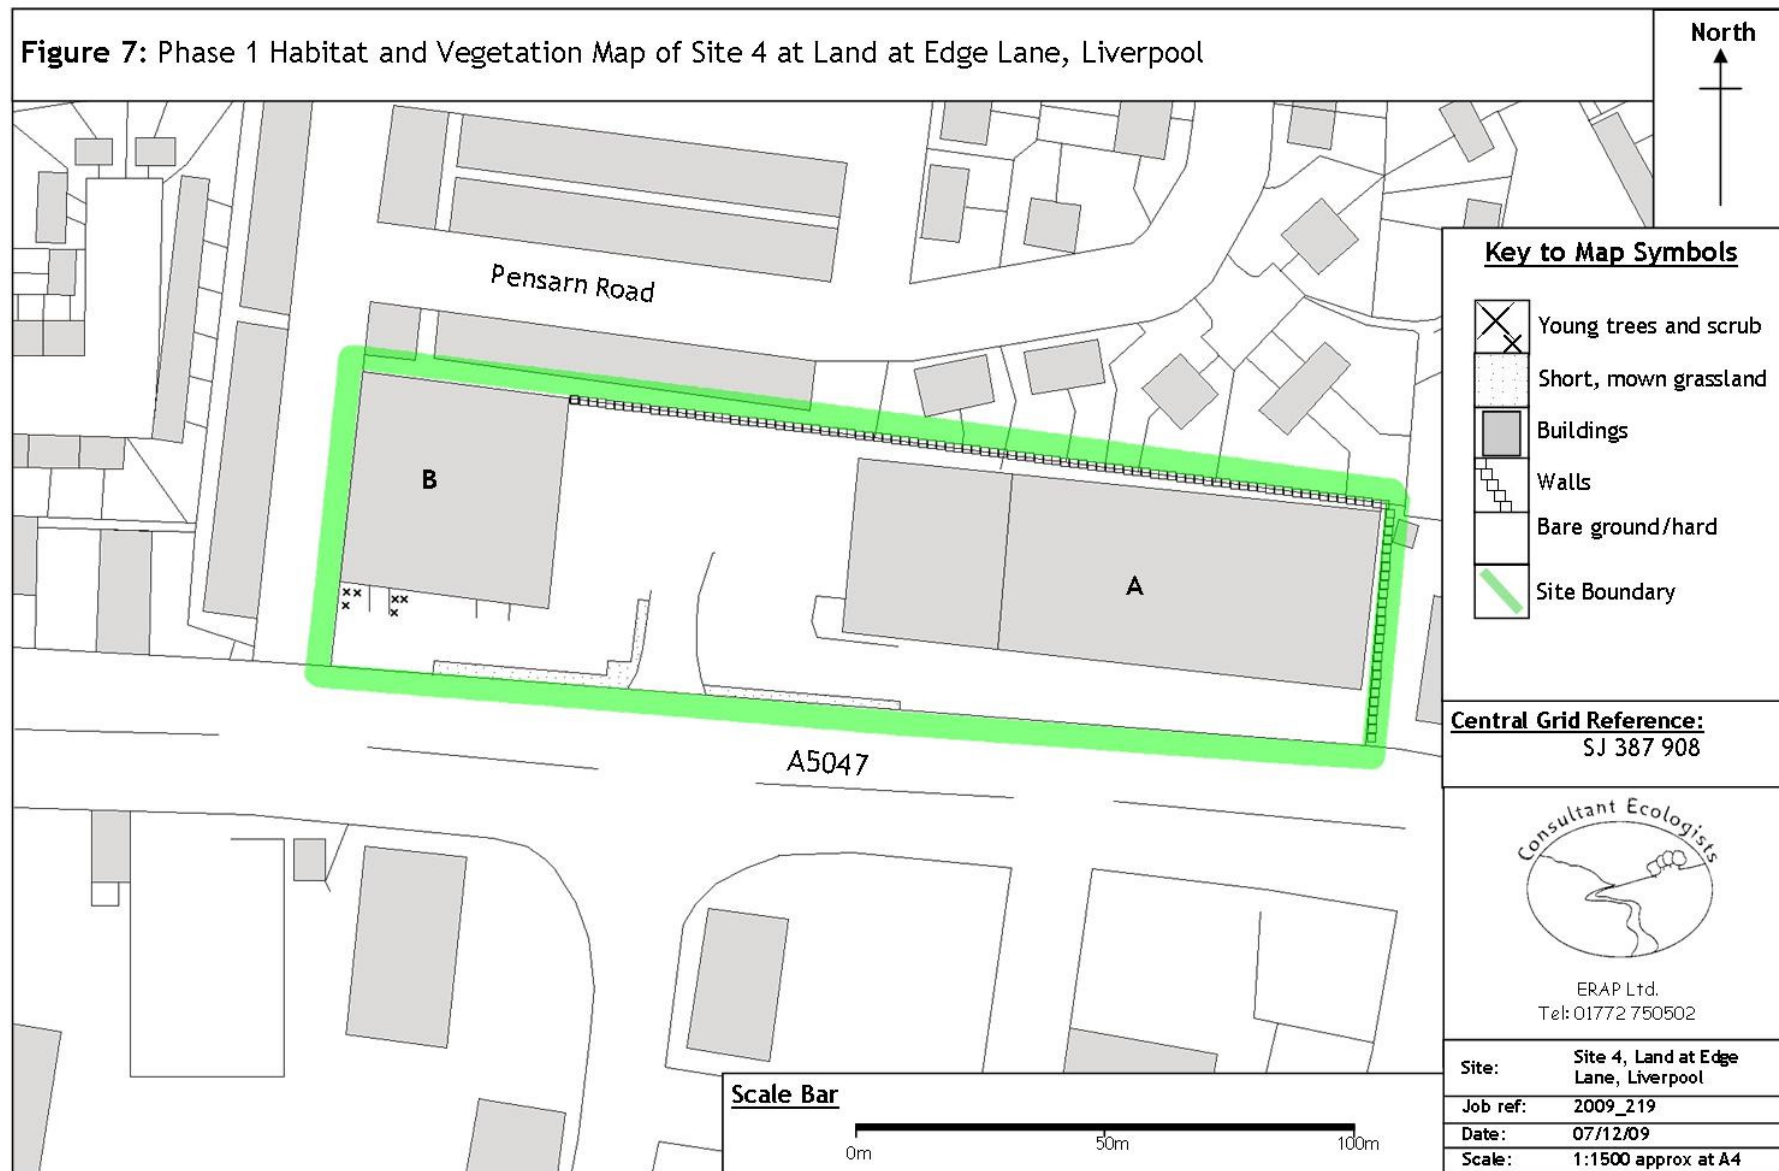 Figure 7: Phase 1 Habitat and Vegetation Map of Site 4 at Land at Edge Lane, Liverpool
North
Pensarn Road
B
A
A5047
Key to Map Symbols
Young trees and scrub
Short, mown grassland
Buildings
Walls
Bare ground/hard
Site Boundary
Central Grid Reference:
SJ 387 908
Consultant Ecologists
ERAP Ltd.
Tel: 01772 750502
Scale Bar
0m 50m 100m
Site: Site 4, Land at Edge
Lane, Liverpool
Job ref: 2009_219
Date: 07/12/09
Scale: 1:1500 approx at A4